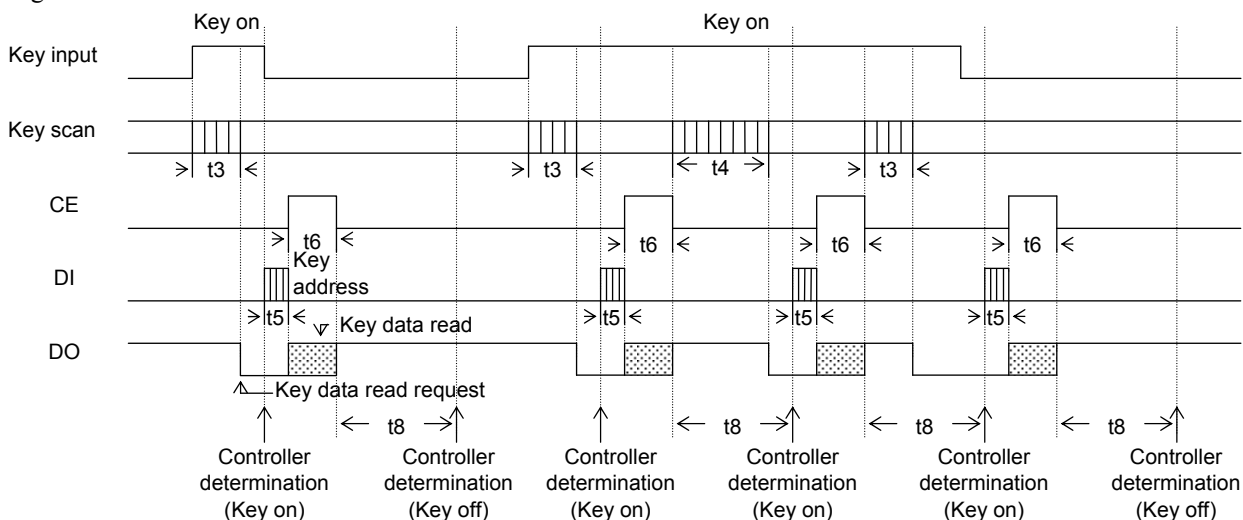 Key on
Key on
Key input
Key scan
t3
t3
t4
t3
CE
t6
t6
t6
t6
Key
address
DI
t5
t5
t5
t5
Key data read
DO
Key data read request
t8
t8
t8
t8
Controller
determination
(Key on)
Controller
determination
(Key off)
Controller
determination
(Key on)
Controller
determination
(Key on)
Controller
determination
(Key on)
Controller
determination
(Key off)